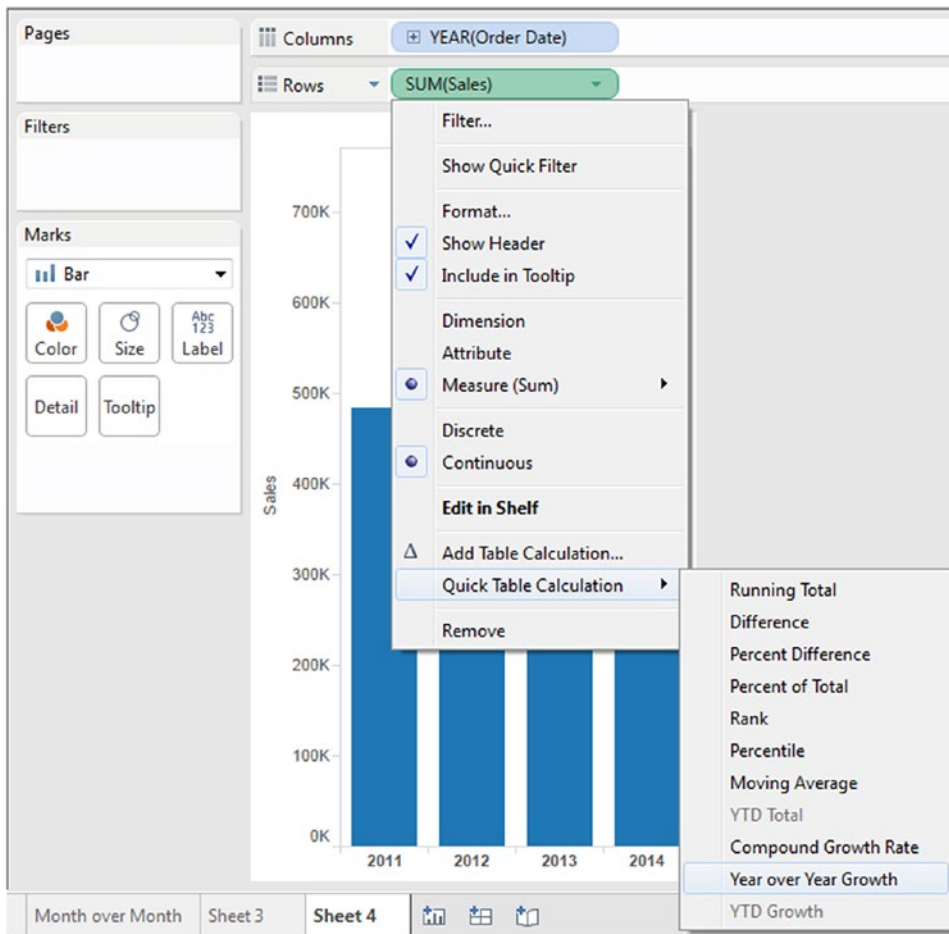 Pages
Columns
YEAR(Order Date)
Rows
SUM(Sales)
Filters
Marks
Bar
Color
Size
Abc
123
Label
Detail
Tooltip
Filter...
Show Quick Filter
Format...
Show Header
Include in Tooltip
Dimension
Attribute
Measure (Sum)
Discrete
Continuous
Edit in Shelf
Δ Add Table Calculation...
Quick Table Calculation
Remove
Running Total
Difference
Percent Difference
Percent of Total
Rank
Percentile
Moving Average
YTD Total
Compound Growth Rate
Year over Year Growth
YTD Growth
Sales
700K
600K
500K
400K
300K
200K
100K
0K
2011 2012 2013 2014
Month over Month Sheet 3 Sheet 4